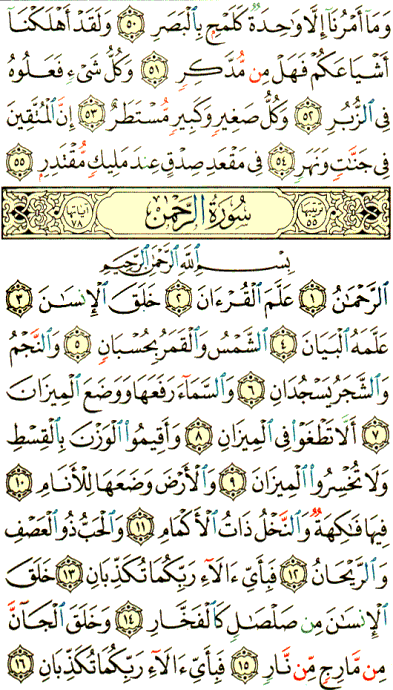 وَمَآ أَمْرُنَآ إِلَّا وَٰحِدَةٌ كَلَمْحٍۭ بِٱلْبَصَرِ ٥٠ وَلَقَدْ أَهْلَكْنَآ
أَشْيَاعَكُمْ فَهَلْ مِن مُّدَّكِرٍ ٥١ وَكُلُّ شَىْءٍ فَعَلُوهُ
فِى ٱلزُّبُرِ ٥٢ وَكُلُّ صَغِيرٍ وَكَبِيرٍ مُّسْتَطَرٌ ٥٣ إِنَّ ٱلْمُتَّقِينَ
فِى جَنَّٰتٍ وَنَهَرٍ ٥٤ فِى مَقْعَدِ صِدْقٍ عِندَ مَلِيكٍ مُّقْتَدِرٍۭ ٥٥
ترتيبها ٥٥ سُورَةُ الرَّحْمَٰن آياتها ٧٨
بِسْمِ ٱللَّهِ ٱلرَّحْمَٰنِ ٱلرَّحِيمِ
ٱلرَّحْمَٰنُ ١ عَلَّمَ ٱلْقُرْءَانَ ٢ خَلَقَ ٱلْإِنسَٰنَ ٣
عَلَّمَهُ ٱلْبَيَانَ ٤ ٱلشَّمْسُ وَٱلْقَمَرُ بِحُسْبَانٍ ٥ وَٱلنَّجْمُ
وَٱلشَّجَرُ يَسْجُدَانِ ٦ وَٱلسَّمَآءَ رَفَعَهَا وَوَضَعَ ٱلْمِيزَانَ
٧ أَلَّا تَطْغَوْا۟ فِى ٱلْمِيزَانِ ٨ وَأَقِيمُوا۟ ٱلْوَزْنَ بِٱلْقِسْطِ
وَلَا تُخْسِرُوا۟ ٱلْمِيزَانَ ٩ وَٱلْأَرْضَ وَضَعَهَا لِلْأَنَامِ ١٠
فِيهَا فَٰكِهَةٌ وَٱلنَّخْلُ ذَاتُ ٱلْأَكْمَامِ ١١ وَٱلْحَبُّ ذُو ٱلْعَصْفِ
وَٱلرَّيْحَانُ ١٢ فَبِأَىِّ ءَالَآءِ رَبِّكُمَا تُكَذِّبَانِ ١٣ خَلَقَ
ٱلْإِنسَٰنَ مِن صَلْصَٰلٍ كَٱلْفَخَّارِ ١٤ وَخَلَقَ ٱلْجَآنَّ
مِن مَّارِجٍ مِّن نَّارٍ ١٥ فَبِأَىِّ ءَالَآءِ رَبِّكُمَا تُكَذِّبَانِ ١٦